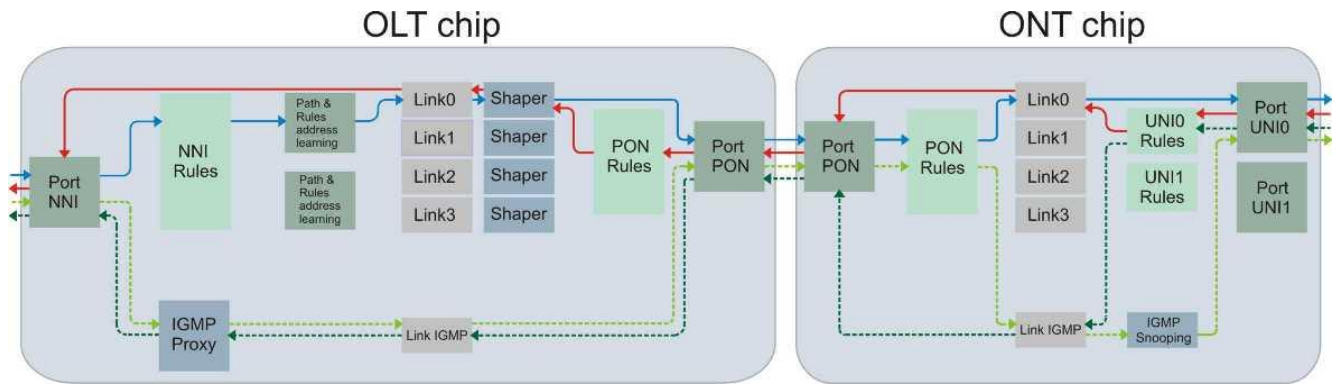 OLT chip
ONT chip
Port
NNI
NNI
Rules
Path &
Rules
address
learning
Path &
Rules
address
learning
Link0
Link1
Link2
Link3
Shaper
Shaper
Shaper
Shaper
PON
Rules
Port
PON
IGMP
Proxy
Link IGMP
Port
PON
PON
Rules
Link0
Link1
Link2
Link3
UNI0
Rules
UNI1
Rules
Port
UNI0
Port
UNI1
Link IGMP
IGMP
Snooping